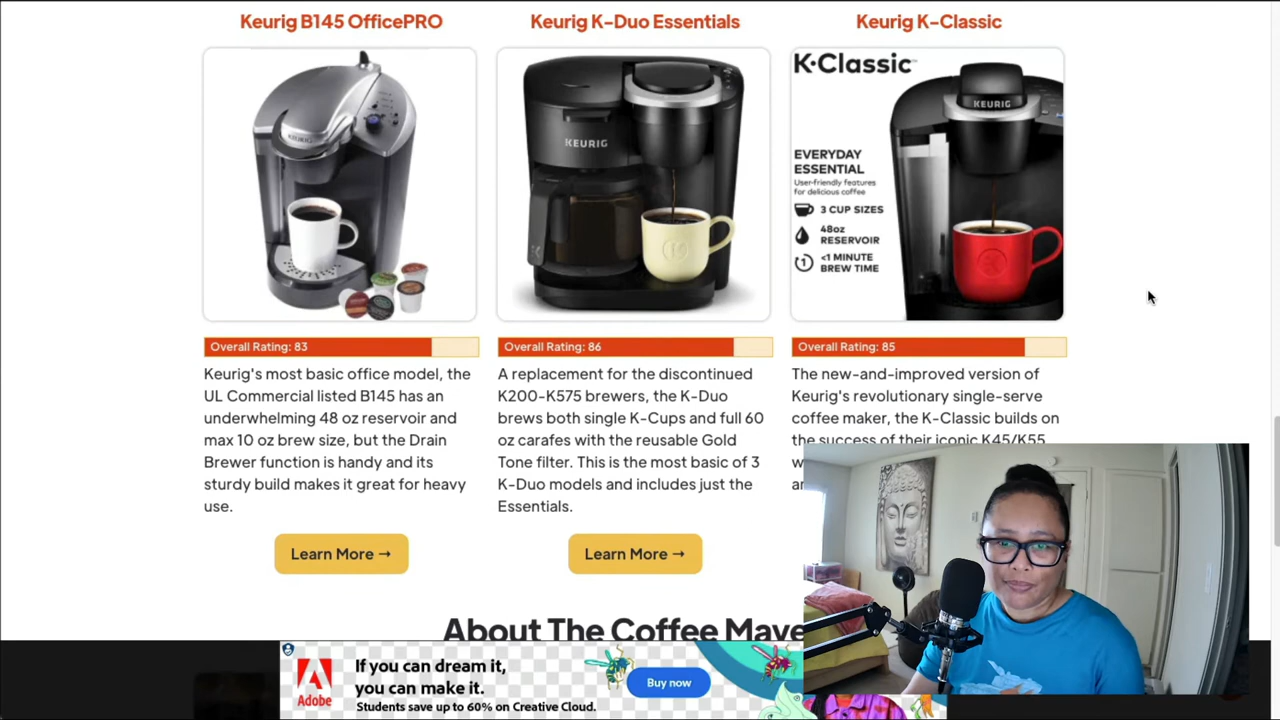 Keurig B145 OfficePRO
Keurig K-Duo Essentials
Keurig K-Classic
KEURIG
KEURIG
K·Classic
KEURIG
EVERYDAY
ESSENTIAL
User-friendly features
for delicious coffee
3 CUP SIZES
48oz
RESERVOIR
<1 MINUTE
BREW TIME
Overall Rating: 83
Overall Rating: 86
Overall Rating: 85
Keurig's most basic office model, the
UL Commercial listed B145 has an
underwhelming 48 oz reservoir and
max 10 oz brew size, but the Drain
Brewer function is handy and its
sturdy build makes it great for heavy
use.
A replacement for the discontinued
K200-K575 brewers, the K-Duo
brews both single K-Cups and full 60
oz carafes with the reusable Gold
Tone filter. This is the most basic of 3
K-Duo models and includes just the
Essentials.
The new-and-improved version of
Keurig's revolutionary single-serve
coffee maker, the K-Classic builds on
the success of their iconic K45/K55
Learn More →
Learn More →
About The Coffee Mave
Adobe
If you can dream it,
you can make it.
Students save up to 60% on Creative Cloud.
Buy now